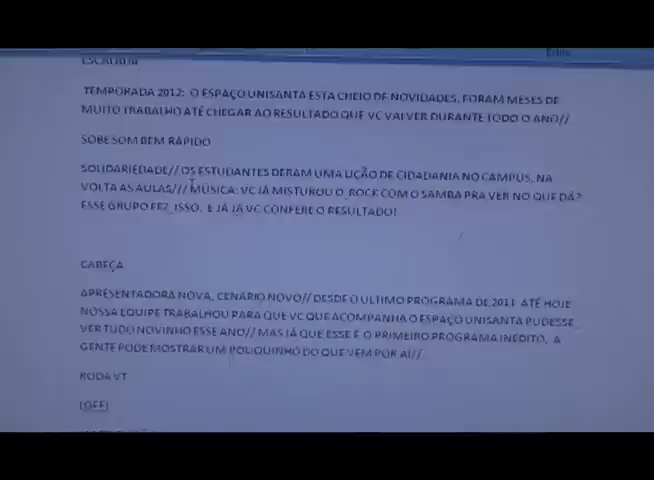 ESCALADA
TEMPORADA 2012: O ESPAÇO UNISANTA ESTA CHEIO DE NOVIDADES, FORAM MESES DE
MUITO TRABALHO ATÉ CHEGAR AO RESULTADO QUE VC VAI VER DURANTE TODO O ANO//
SOBE SOM BEM RÁPIDO
SOLIDARIEDADE// OS ESTUDANTES DERAM UMA LIÇÃO DE CIDADANIA NO CAMPUS, NA
VOLTA AS AULAS/// MÚSICA: VC JÁ MISTUROU O ROCK COM O SAMBA PRA VER NO QUE DÁ?
ESSE GRUPO FEZ ISSO, E JÁ JÁ VC CONFERE O RESULTADO!
CABEÇA
APRESENTADORA NOVA, CENÁRIO NOVO// DESDE O ULTIMO PROGRAMA DE 2011 ATÉ HOJE
NOSSA EQUIPE TRABALHOU PARA QUE VC QUE ACOMPANHA O ESPAÇO UNISANTA PUDESSE
VER TUDO NOVINHO ESSE ANO// MAS JÁ QUE ESSE É O PRIMEIRO PROGRAMA INÉDITO, A
GENTE PODE MOSTRAR UM POUQUINHO DO QUE VEM POR AÍ//
RODA VT
(OFF)